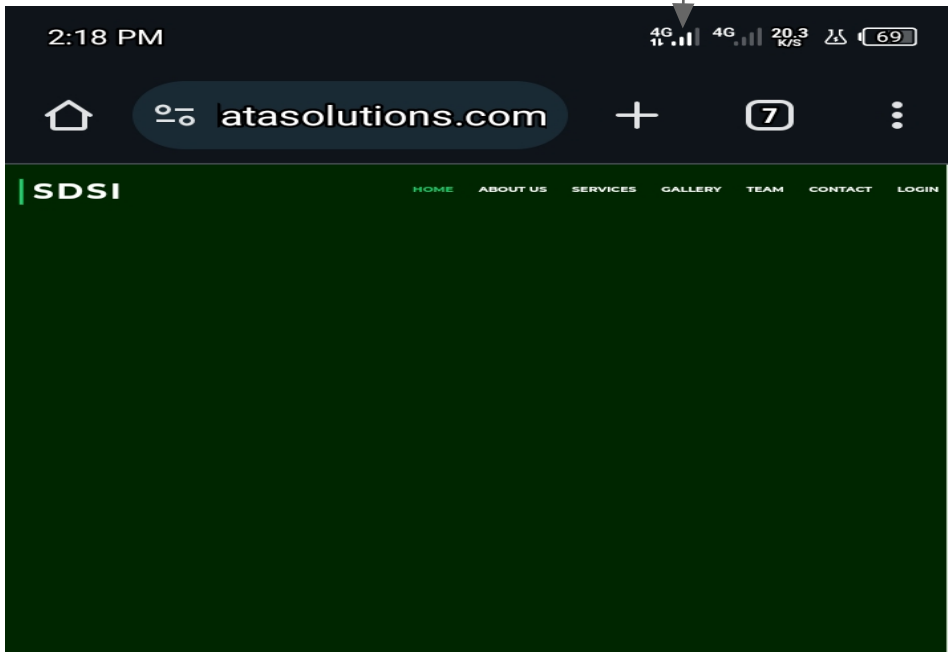 2:18 PM 4G 4G 20.3 K/S 69
atasolutions.com 7
SDSI HOME ABOUT US SERVICES GALLERY TEAM CONTACT LOGIN